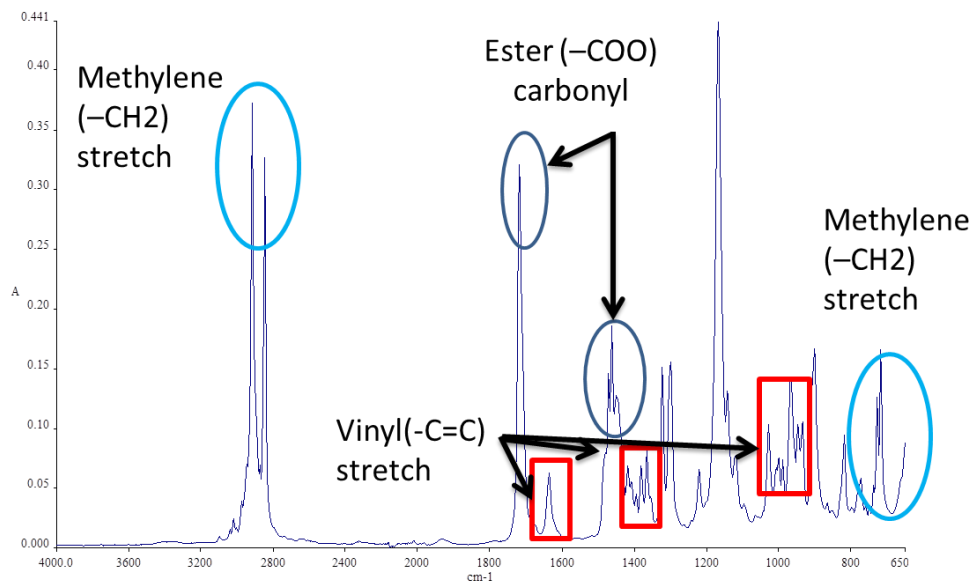 Methylene
(–CH2)
stretch
Ester (–COO)
carbonyl
Methylene
(–CH2)
stretch
Vinyl(-C=C)
stretch
0.441
0.40
0.35
0.30
0.25
0.20
0.15
0.10
0.05
0.000
A
4000.0 3600 3200 2800 2400 2000 1800 1600 1400 1200 1000 800 650
cm-1